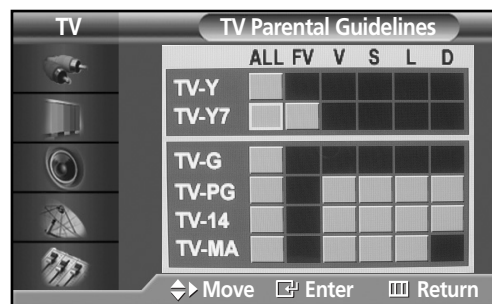 TV TV Parental Guidelines
ALL FV V S L D
TV-Y
TV-Y7
TV-G
TV-PG
TV-14
TV-MA
Move Enter Return